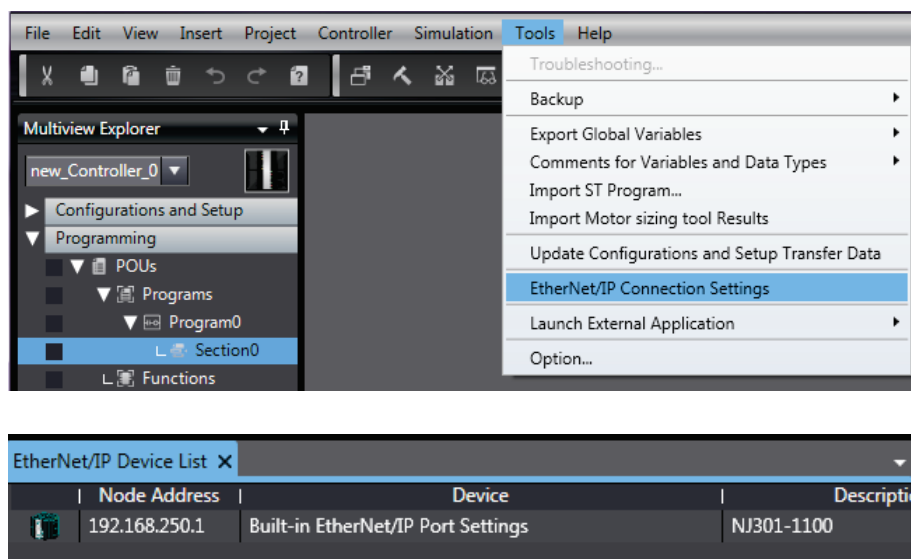 File Edit View Insert Project Controller Simulation Tools Help
Troubleshooting...
Backup
Multiview Explorer
Export Global Variables
new_Controller_0
Comments for Variables and Data Types
Import ST Program...
Configurations and Setup
Import Motor sizing tool Results
Programming
Update Configurations and Setup Transfer Data
POUs
EtherNet/IP Connection Settings
Programs
Program0
Launch External Application
Section0
Option...
Functions
EtherNet/IP Device List
Node Address Device Descripti
192.168.250.1 Built-in EtherNet/IP Port Settings NJ301-1100